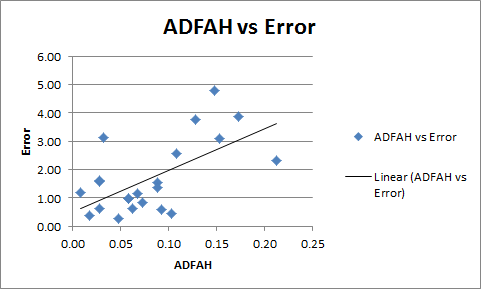 ADFAH vs Error
6.00
5.00
4.00
3.00
2.00
1.00
0.00
Error
0.00 0.05 0.10 0.15 0.20 0.25
ADFAH
ADFAH vs Error
Linear (ADFAH vs
Error)